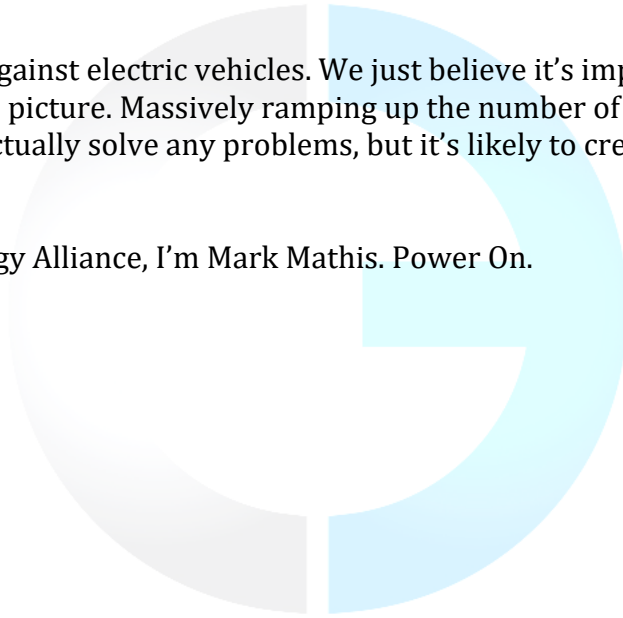 gainst electric vehicles. We just believe it’s imp
picture. Massively ramping up the number of
ctually solve any problems, but it’s likely to cre
gy Alliance, I’m Mark Mathis. Power On.